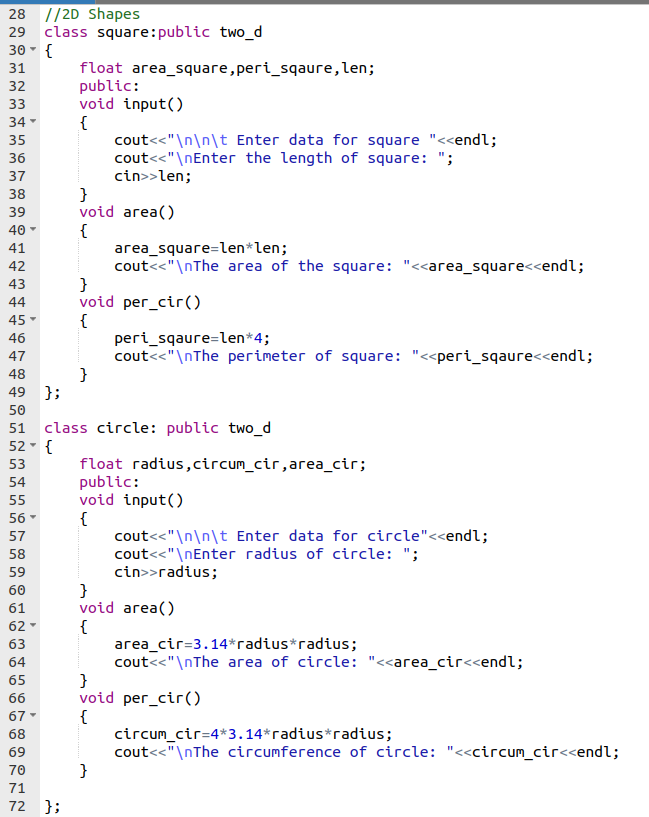 28 //2D Shapes
29 class square:public two_d
30 {
31     float area_square,peri_sqaure,len;
32     public:
33     void input()
34     {
35         cout<<"\n\n\t Enter data for square "<<endl;
36         cout<<"\nEnter the length of square: ";
37         cin>>len;
38     }
39     void area()
40     {
41         area_square=len*len;
42         cout<<"\nThe area of the square: "<<area_square<<endl;
43     }
44     void per_cir()
45     {
46         peri_sqaure=len*4;
47         cout<<"\nThe perimeter of square: "<<peri_sqaure<<endl;
48     }
49 };
50
51 class circle: public two_d
52 {
53     float radius,circum_cir,area_cir;
54     public:
55     void input()
56     {
57         cout<<"\n\n\t Enter data for circle"<<endl;
58         cout<<"\nEnter radius of circle: ";
59         cin>>radius;
60     }
61     void area()
62     {
63         area_cir=3.14*radius*radius;
64         cout<<"\nThe area of circle: "<<area_cir<<endl;
65     }
66     void per_cir()
67     {
68         circum_cir=4*3.14*radius*radius;
69         cout<<"\nThe circumference of circle: "<<circum_cir<<endl;
70     }
71
72 };